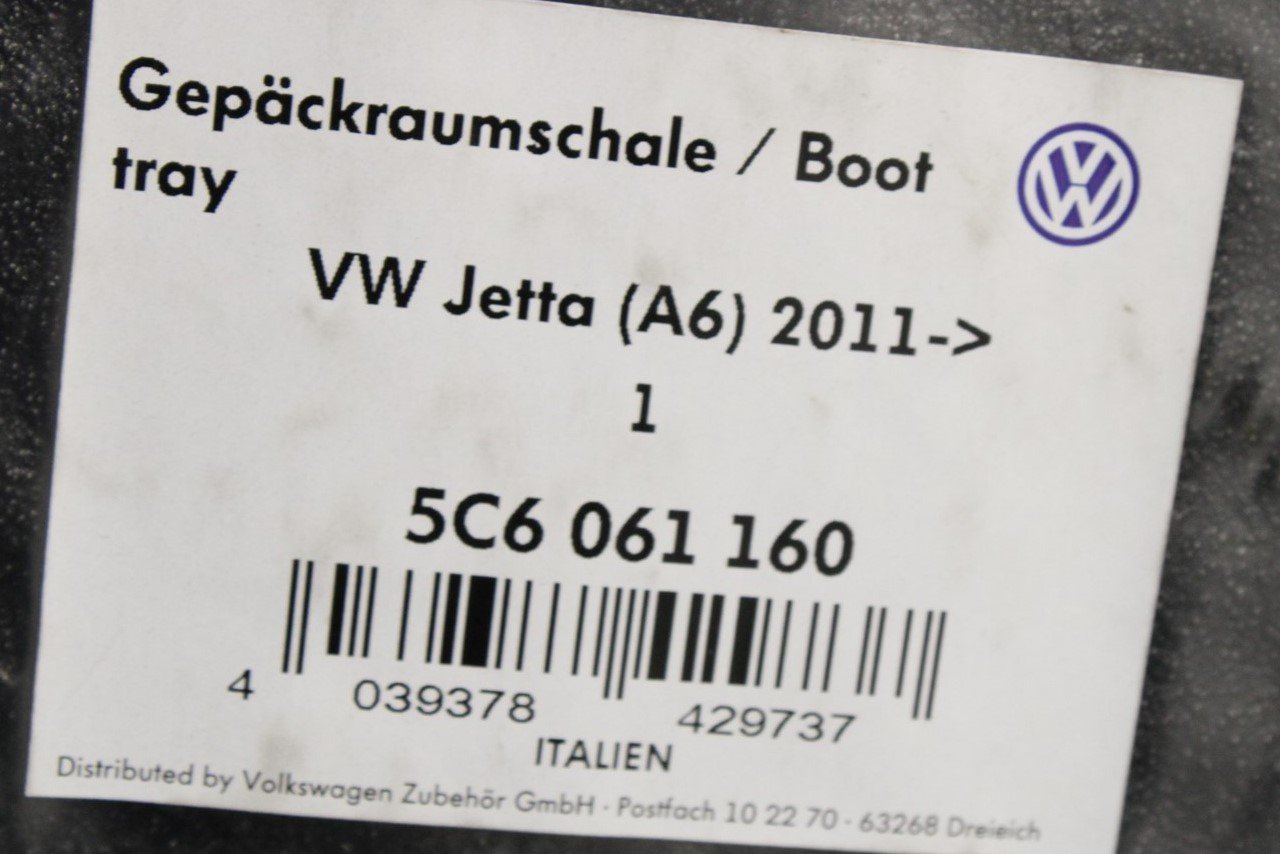 Gepäckraumschale / Boot
tray
VW
VW Jetta (A6) 2011->
1
5C6 061 160
4 039378 429737
ITALIEN
Distributed by Volkswagen Zubehör GmbH · Postfach 10 22 70 · 63268 Dreieich